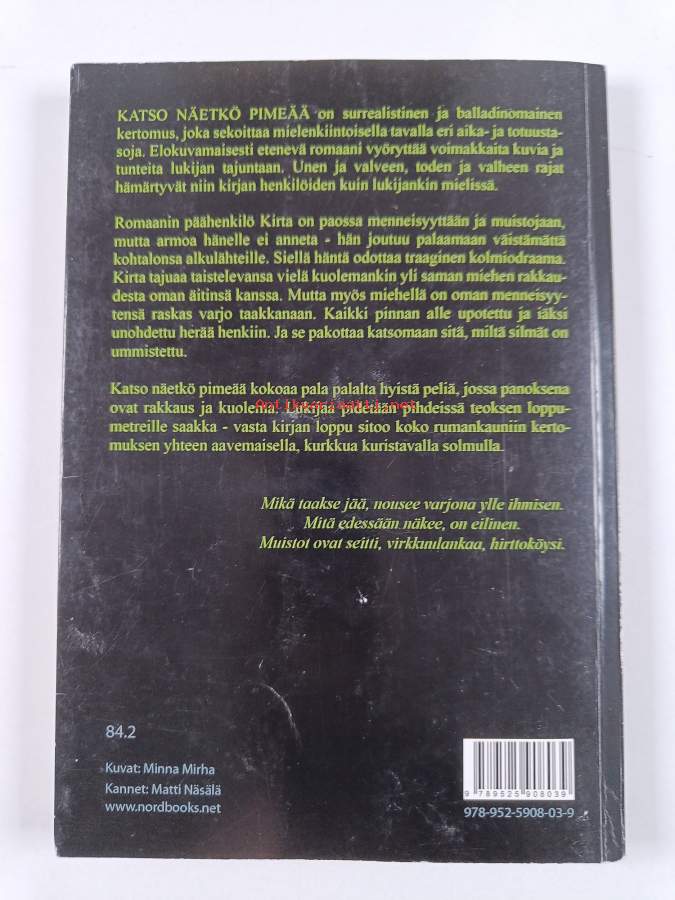 KATSO NÄETKÖ PIMEÄÄ on surrealistinen ja balladinomainen
kertomus, joka sekoittaa mielenkiintoisella tavalla eri aika- ja totuusta-
soja. Elokuvamaisesti etenevä romaani vyöryttää voimakkaita kuvia ja
tunteita lukijan tajuntaan. Unen ja valveen, toden ja valheen rajat
hämärtyvät niin kirjan henkilöiden kuin lukijankin mielissä.
Romaanin päähenkilö Kirta on paossa menneisyyttään ja muistojaan,
mutta armoa hänelle ei anneta - hän joutuu palaamaan väistämättä
kohtalonsa alkulähteille. Siellä häntä odottaa traaginen kolmiodraama.
Kirta tajuaa taistelevansa vielä kuolemankin yli saman miehen rakkau-
desta oman äitinsä kanssa. Mutta myös miehellä on oman menneisyy-
tensä raskas varjo taakkanaan. Kaikki pinnan alle upotettu ja iäksi
unohdettu herää henkiin. Ja se pakottaa katsomaan sitä, miltä silmät on
ummistettu.
Katso näetkö pimeää kokoaa pala palalta hyistä peliä, jossa panoksena
Antikvariaatti.net
ovat rakkaus ja kuolema. Lukijaa pidetään pihdeissä teoksen loppu-
metreille saakka - vasta kirjan loppu sitoo koko rumankauniin kerto-
muksen yhteen aavemaisella, kurkkua kuristavalla solmulla.
Mikä taakse jää, nousee varjona ylle ihmisen.
Mitä edessään näkee, on eilinen.
Muistot ovat seitti, virkkuulankaa, hirttoköysi.
84.2
Kuvat: Minna Mirha
Kannet: Matti Näsälä
www.nordbooks.net
9 789525 908039
978-952-5908-03-9